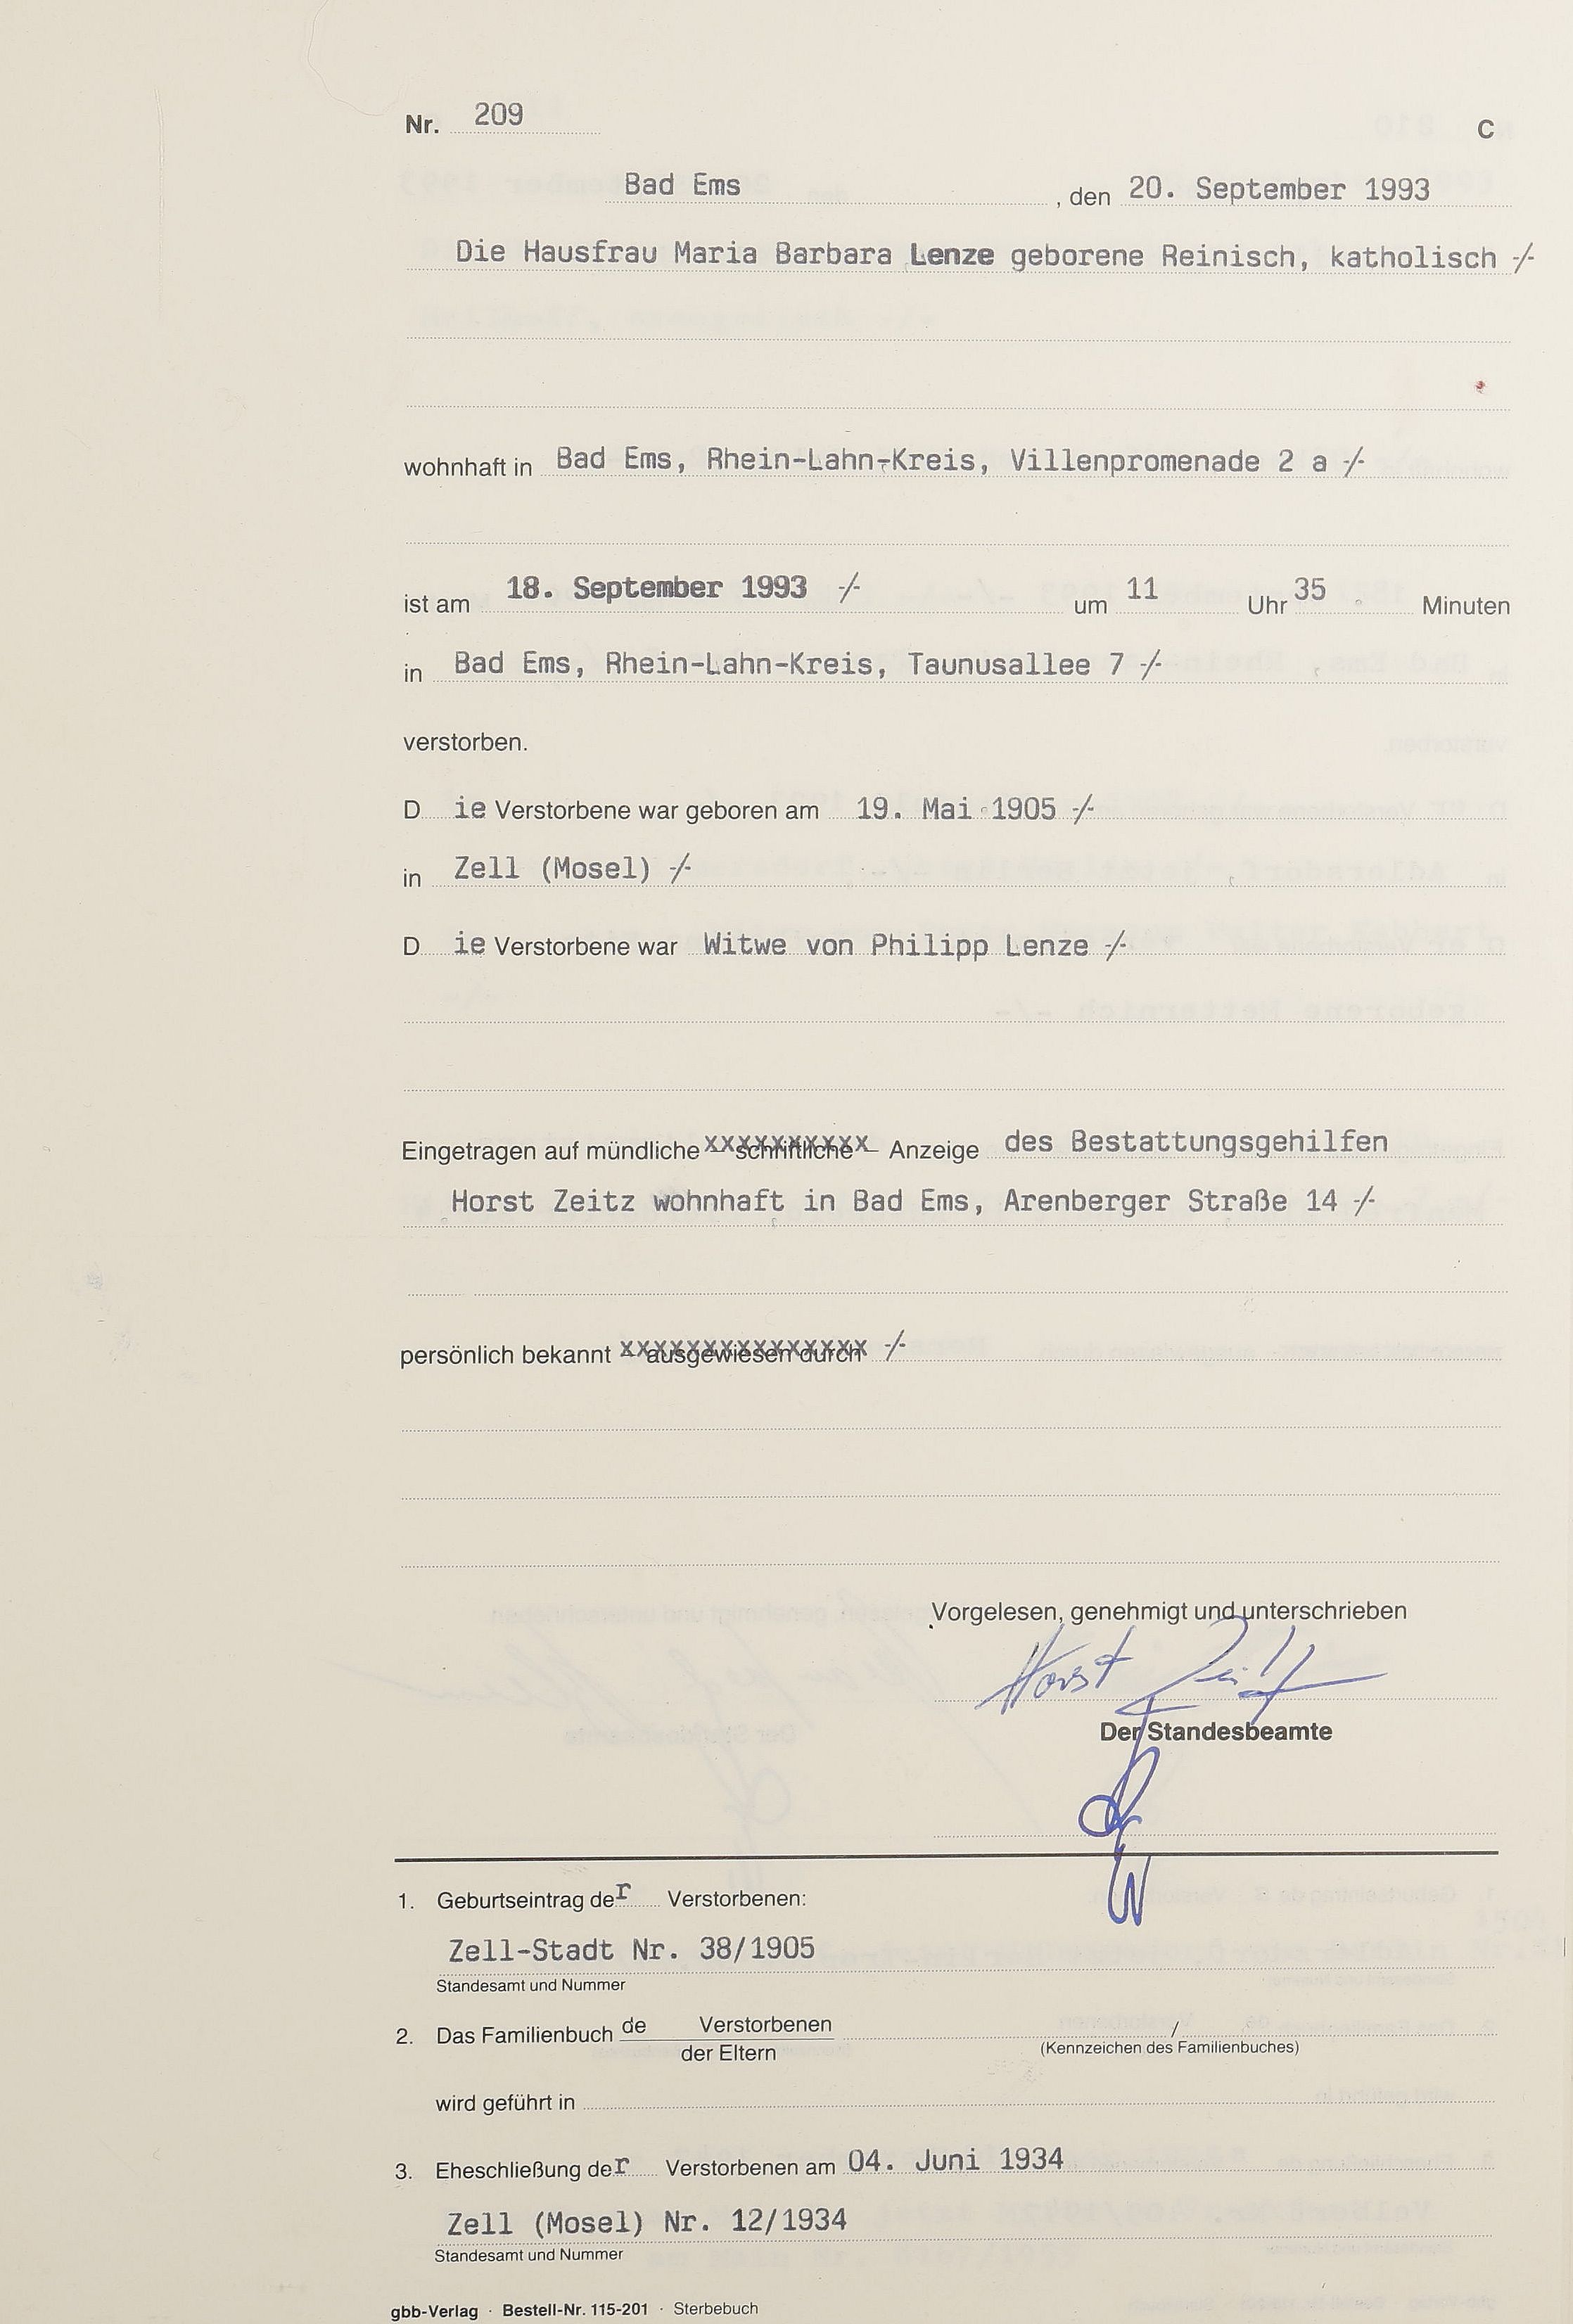 Nr. 209 C
Bad Ems , den 20. September 1993
Die Hausfrau Maria Barbara Lenze geborene Reinisch, katholisch -/-
wohnhaft in Bad Ems, Rhein-Lahn-Kreis, Villenpromenade 2 a -/-
ist am 18. September 1993 -/- um 11 Uhr 35 Minuten
in Bad Ems, Rhein-Lahn-Kreis, Taunusallee 7 -/-
verstorben.
D ie Verstorbene war geboren am 19. Mai 1905 -/-
in Zell (Mosel) -/-
D ie Verstorbene war Witwe von Philipp Lenze -/-
Eingetragen auf mündliche – schriftliche – Anzeige des Bestattungsgehilfen
Horst Zeitz wohnhaft in Bad Ems, Arenberger Straße 14 -/-
persönlich bekannt – ausgewiesen durch -/-
Vorgelesen, genehmigt und unterschrieben
Horst Zeitz
Der Standesbeamte
1. Geburtseintrag der Verstorbenen:
Zell-Stadt Nr. 38/1905
Standesamt und Nummer
2. Das Familienbuch de Verstorbenen /
der Eltern (Kennzeichen des Familienbuches)
wird geführt in
3. Eheschließung der Verstorbenen am 04. Juni 1934
Zell (Mosel) Nr. 12/1934
Standesamt und Nummer
gbb-Verlag · Bestell-Nr. 115-201 · Sterbebuch